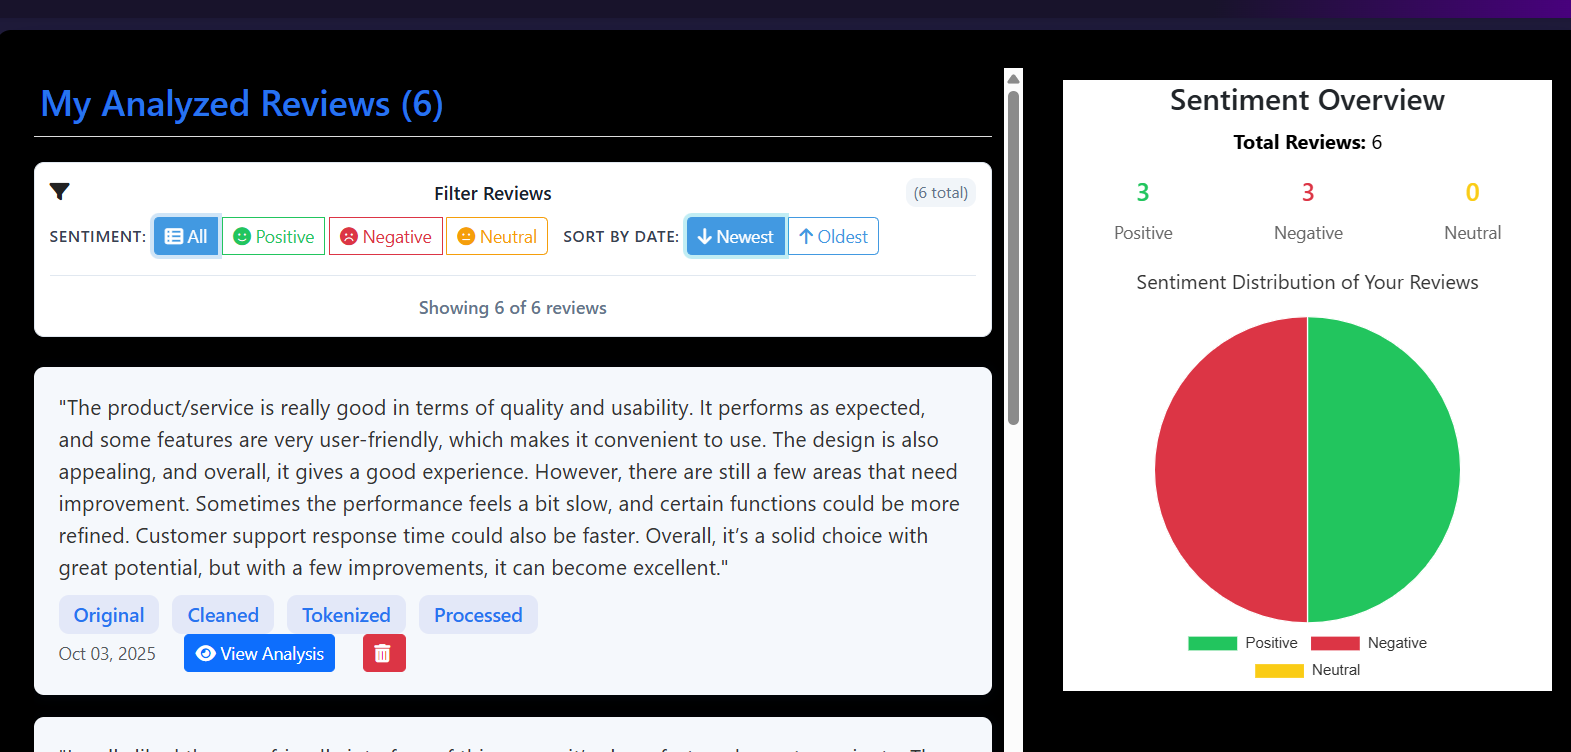 My Analyzed Reviews (6)
Filter Reviews
(6 total)
SENTIMENT: All Positive Negative Neutral SORT BY DATE: Newest Oldest
Showing 6 of 6 reviews
"The product/service is really good in terms of quality and usability. It performs as expected,
and some features are very user-friendly, which makes it convenient to use. The design is also
appealing, and overall, it gives a good experience. However, there are still a few areas that need
improvement. Sometimes the performance feels a bit slow, and certain functions could be more
refined. Customer support response time could also be faster. Overall, it’s a solid choice with
great potential, but with a few improvements, it can become excellent."
Original Cleaned Tokenized Processed
Oct 03, 2025 View Analysis
Sentiment Overview
Total Reviews: 6
3 3 0
Positive Negative Neutral
Sentiment Distribution of Your Reviews
Positive Negative
Neutral